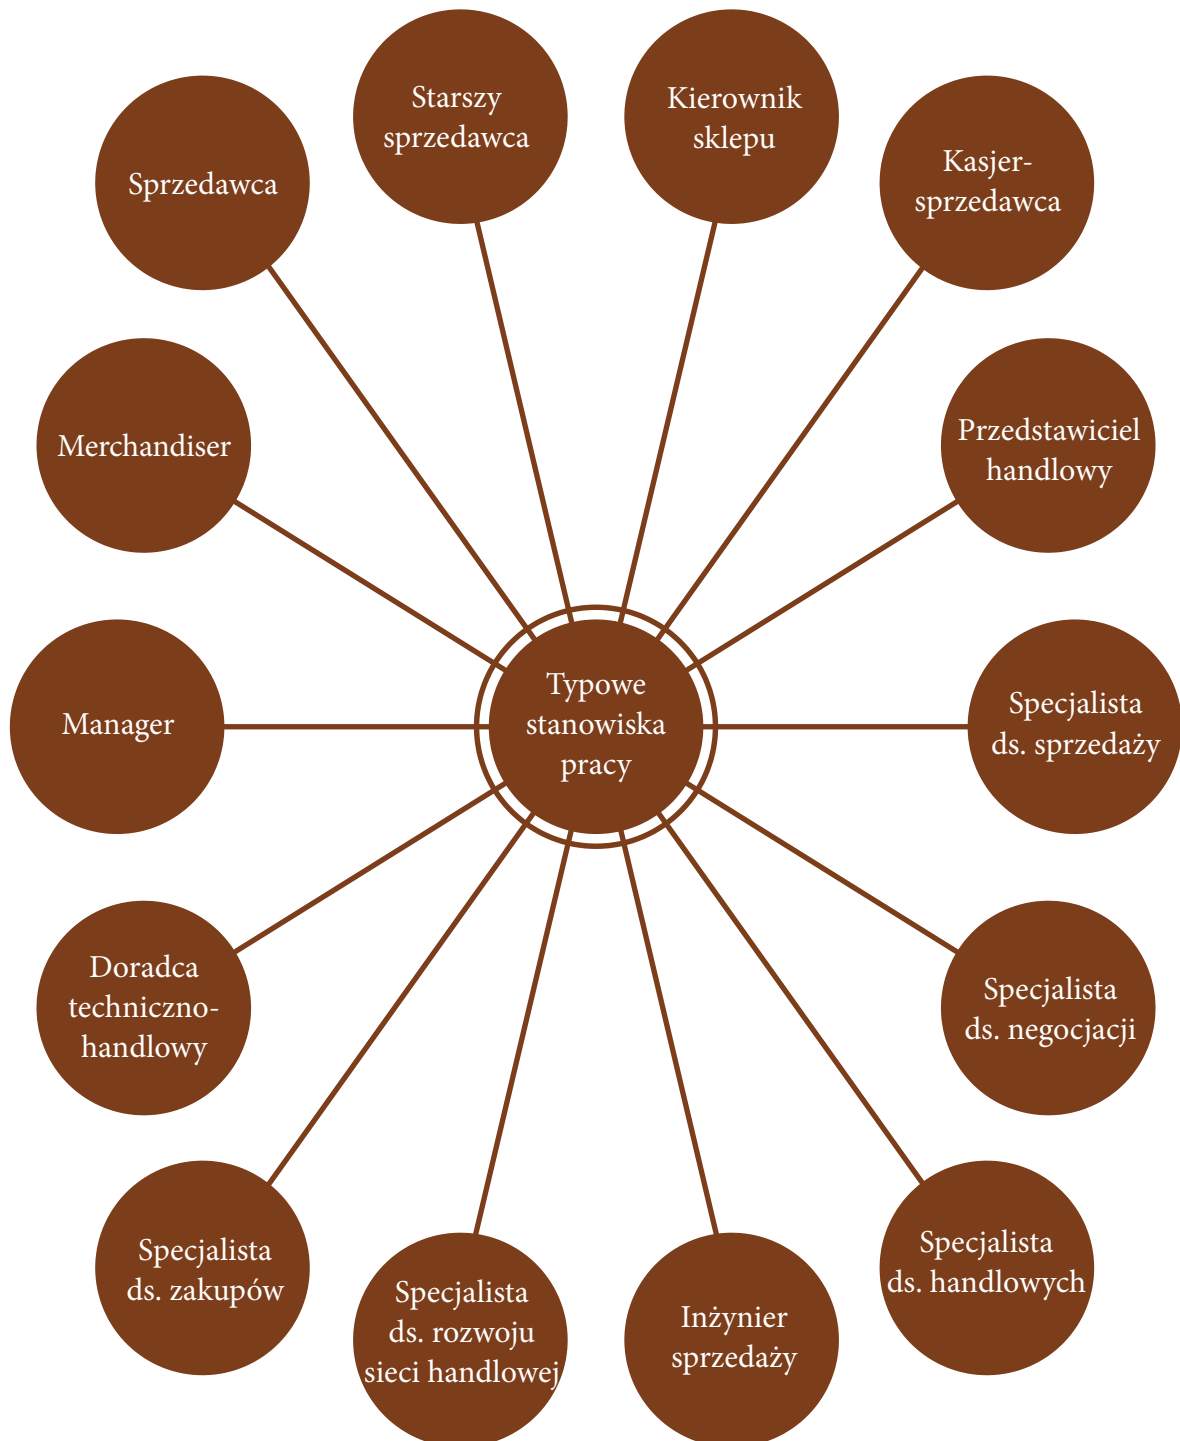 Starszy
sprzedawca
Kierownik
sklepu
Sprzedawca
Kasjer-
sprzedawca
Merchandiser
Przedstawiciel
handlowy
Manager
Typowe
stanowiska
pracy
Specjalista
ds. sprzedaży
Doradca
techniczno-
handlowy
Specjalista
ds. negocjacji
Specjalista
ds. zakupów
Specjalista
ds. rozwoju
sieci handlowej
Inżynier
sprzedaży
Specjalista
ds. handlowych